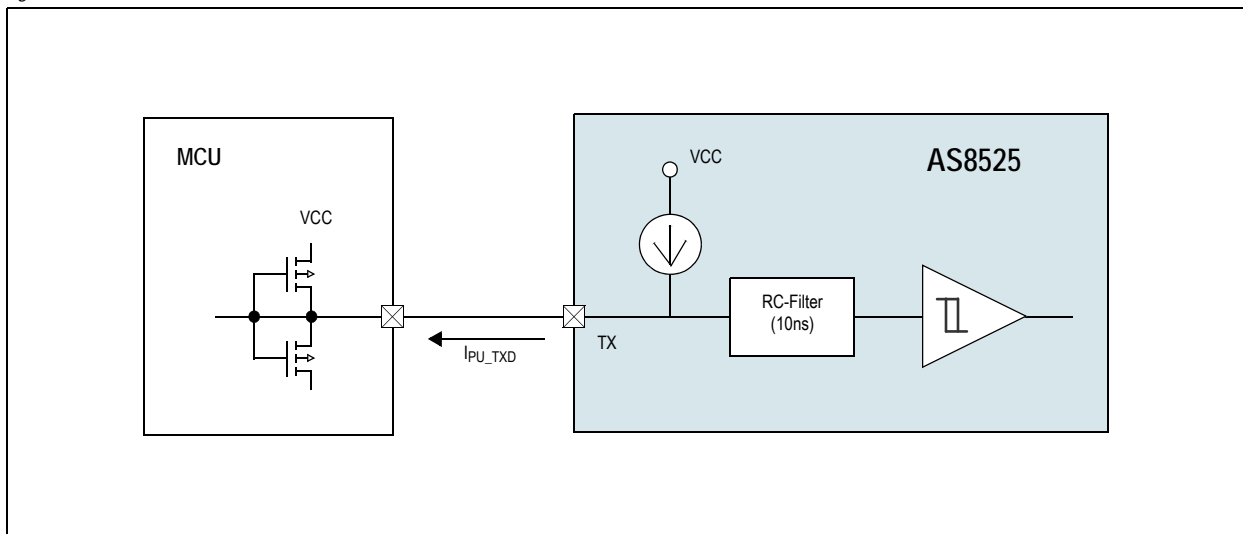 MCU
VCC
VCC
AS8525
RC-Filter
(10ns)
TX
IPU_TXD